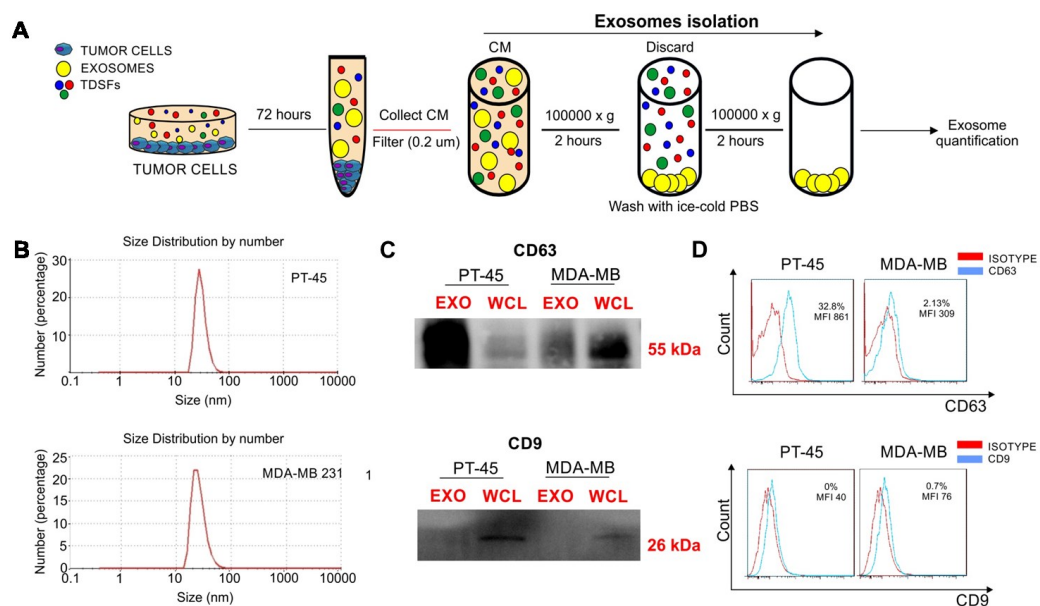 A
Exosomes isolation
TUMOR CELLS
EXOSOMES
TDSFs
CM
Discard
72 hours
Collect CM
Filter (0.2 um)
100000 x g
2 hours
100000 x g
2 hours
Exosome
quantification
TUMOR CELLS
Wash with ice-cold PBS
B
Size Distribution by number
Number (percentage)
30
20
10
PT-45
0.1 1 10 100 1000 10000
Size (nm)
Size Distribution by number
Number (percentage)
25
20
15
10
5
0
MDA-MB 231 1
0.1 1 10 100 1000 10000
Size (nm)
C
CD63
PT-45 MDA-MB
EXO WCL EXO WCL
55 kDa
CD9
PT-45 MDA-MB
EXO WCL EXO WCL
26 kDa
D
ISOTYPE
CD63
PT-45 MDA-MB
Count
32.8%
MFI 861
2.13%
MFI 309
CD63
ISOTYPE
CD9
PT-45 MDA-MB
Count
0%
MFI 40
0.7%
MFI 76
CD9